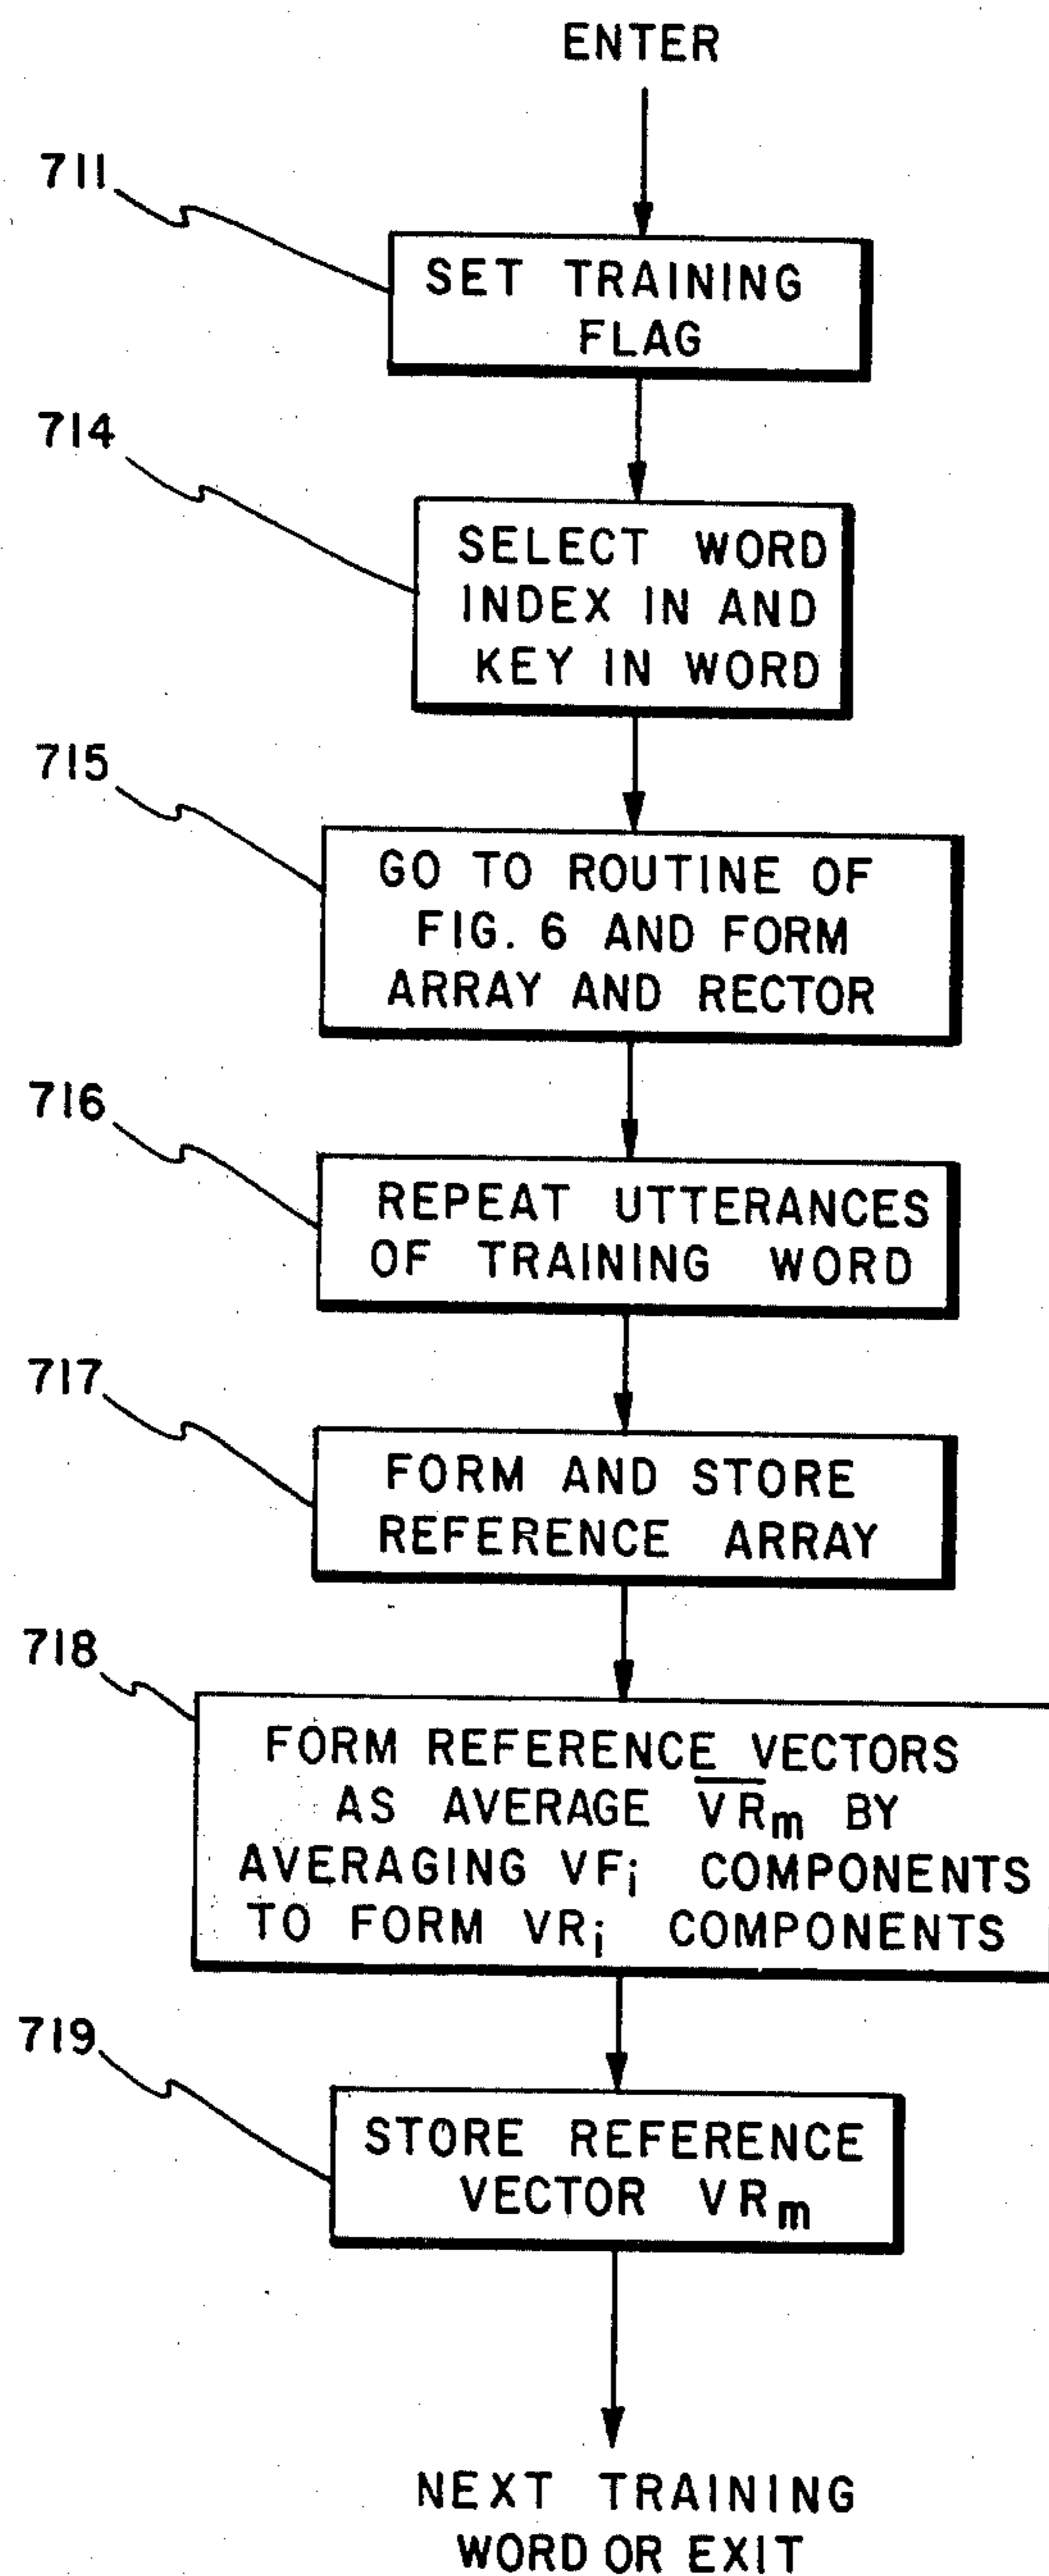 ENTER
711
SET TRAINING
FLAG
714
SELECT WORD
INDEX IN AND
KEY IN WORD
715
GO TO ROUTINE OF
FIG. 6 AND FORM
ARRAY AND RECTOR
716
REPEAT UTTERANCES
OF TRAINING WORD
717
FORM AND STORE
REFERENCE ARRAY
718
FORM REFERENCE VECTORS
AS AVERAGE V̅R̅m BY
AVERAGING VFi COMPONENTS
TO FORM VRi COMPONENTS
719
STORE REFERENCE
VECTOR VRm
NEXT TRAINING
WORD OR EXIT